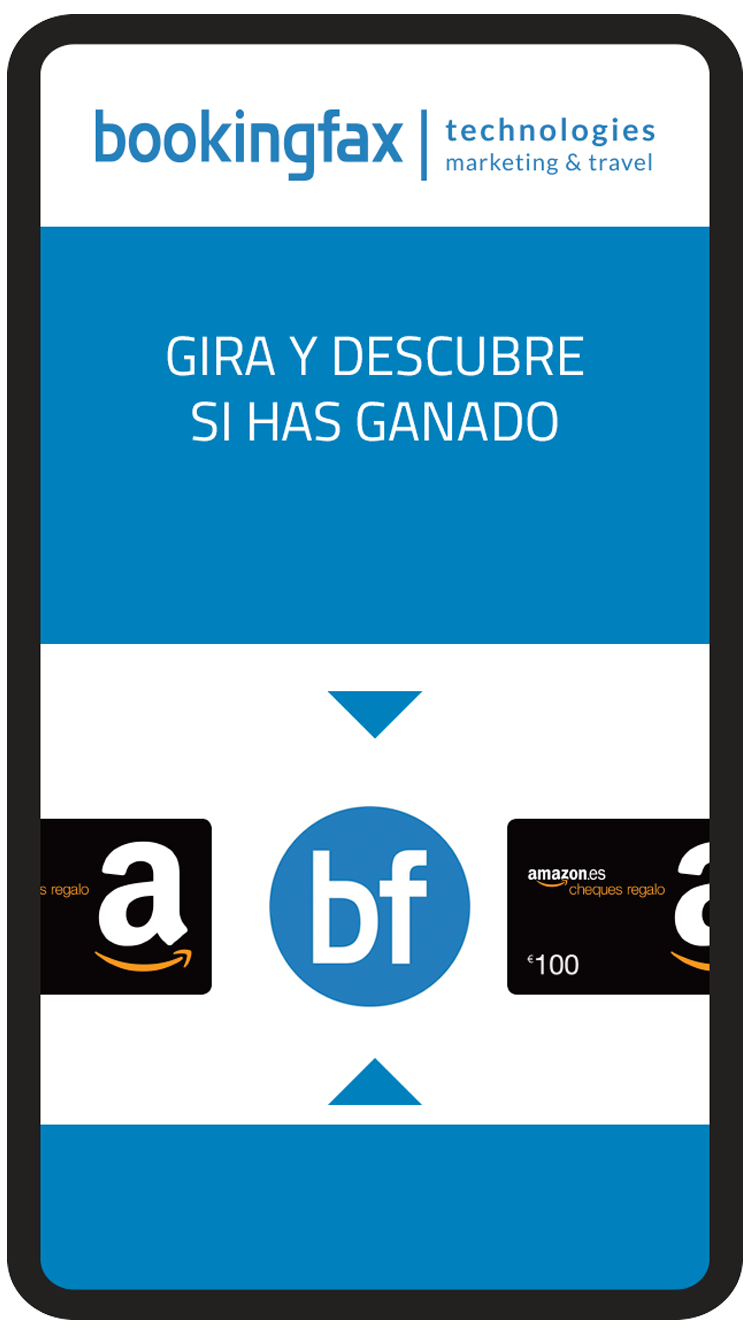 bookingfax
technologies
marketing & travel
GIRA Y DESCUBRE
SI HAS GANADO
s regalo
a
bf
amazon.es
cheques regalo
€100